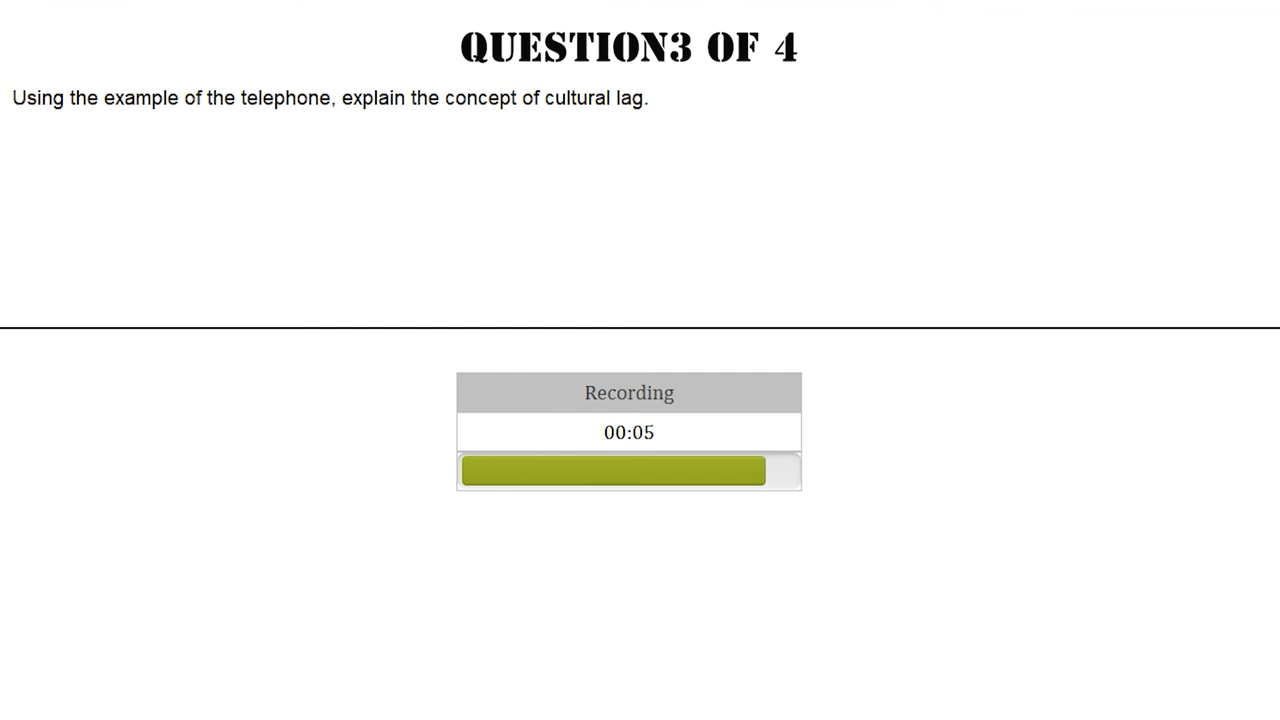 QUESTION3 OF 4
Using the example of the telephone, explain the concept of cultural lag.
Recording
00:05